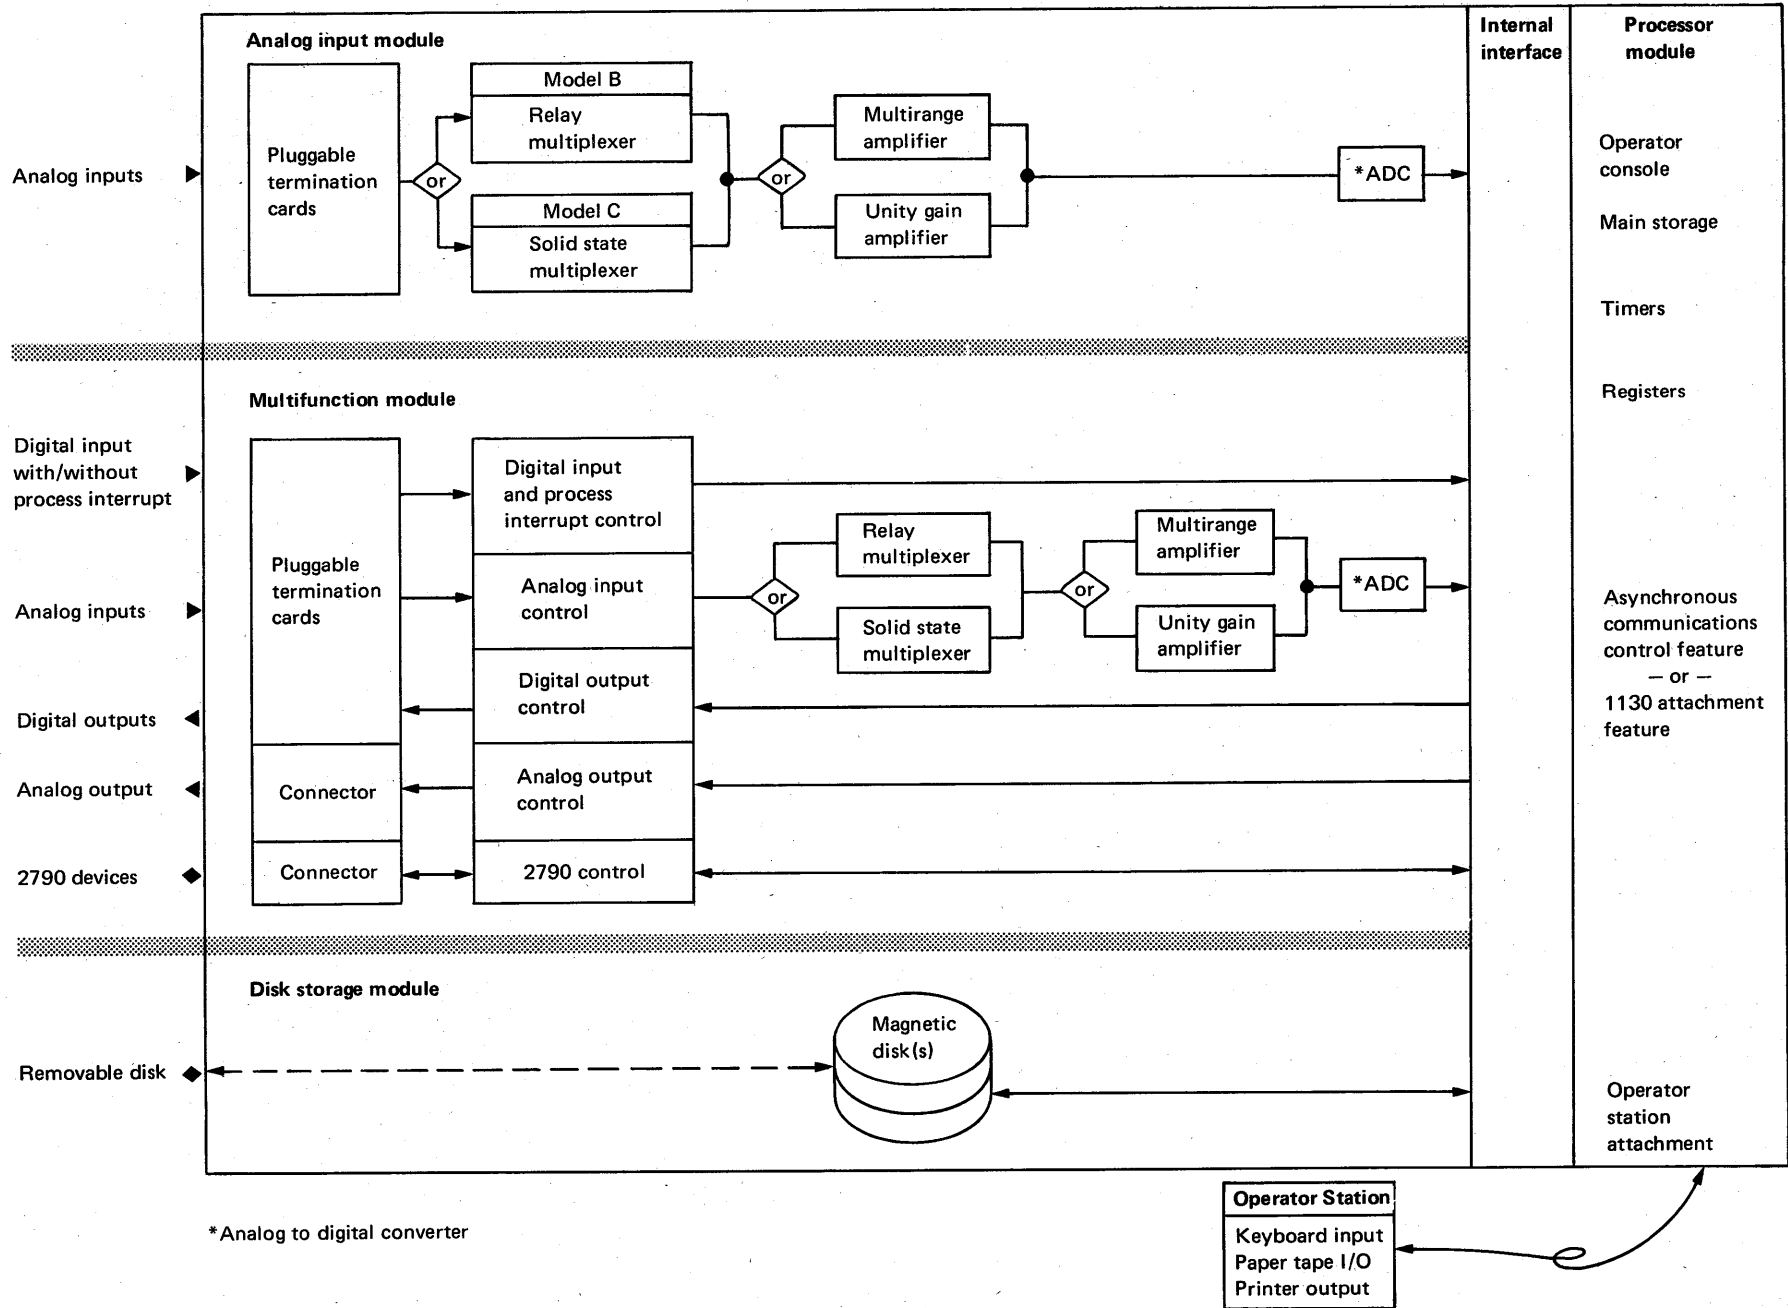 Analog input module
Internal
interface
Processor
module
Model B
Relay
multiplexer
Multirange
amplifier
Pluggable
termination
cards
or
or
*ADC
Model C
Solid state
multiplexer
Unity gain
amplifier
Analog inputs
Operator
console
Main storage
Timers
Registers
Multifunction module
Digital input
with/without
process interrupt
Digital input
and process
interrupt control
Pluggable
termination
cards
Analog inputs
Analog input
control
or
Relay
multiplexer
Solid state
multiplexer
or
Multirange
amplifier
Unity gain
amplifier
*ADC
Asynchronous
communications
control feature
— or —
1130 attachment
feature
Digital outputs
Digital output
control
Analog output
Connector
Analog output
control
2790 devices
Connector
2790 control
Disk storage module
Magnetic
disk(s)
Removable disk
Operator
station
attachment
*Analog to digital converter
Operator Station
Keyboard input
Paper tape I/O
Printer output